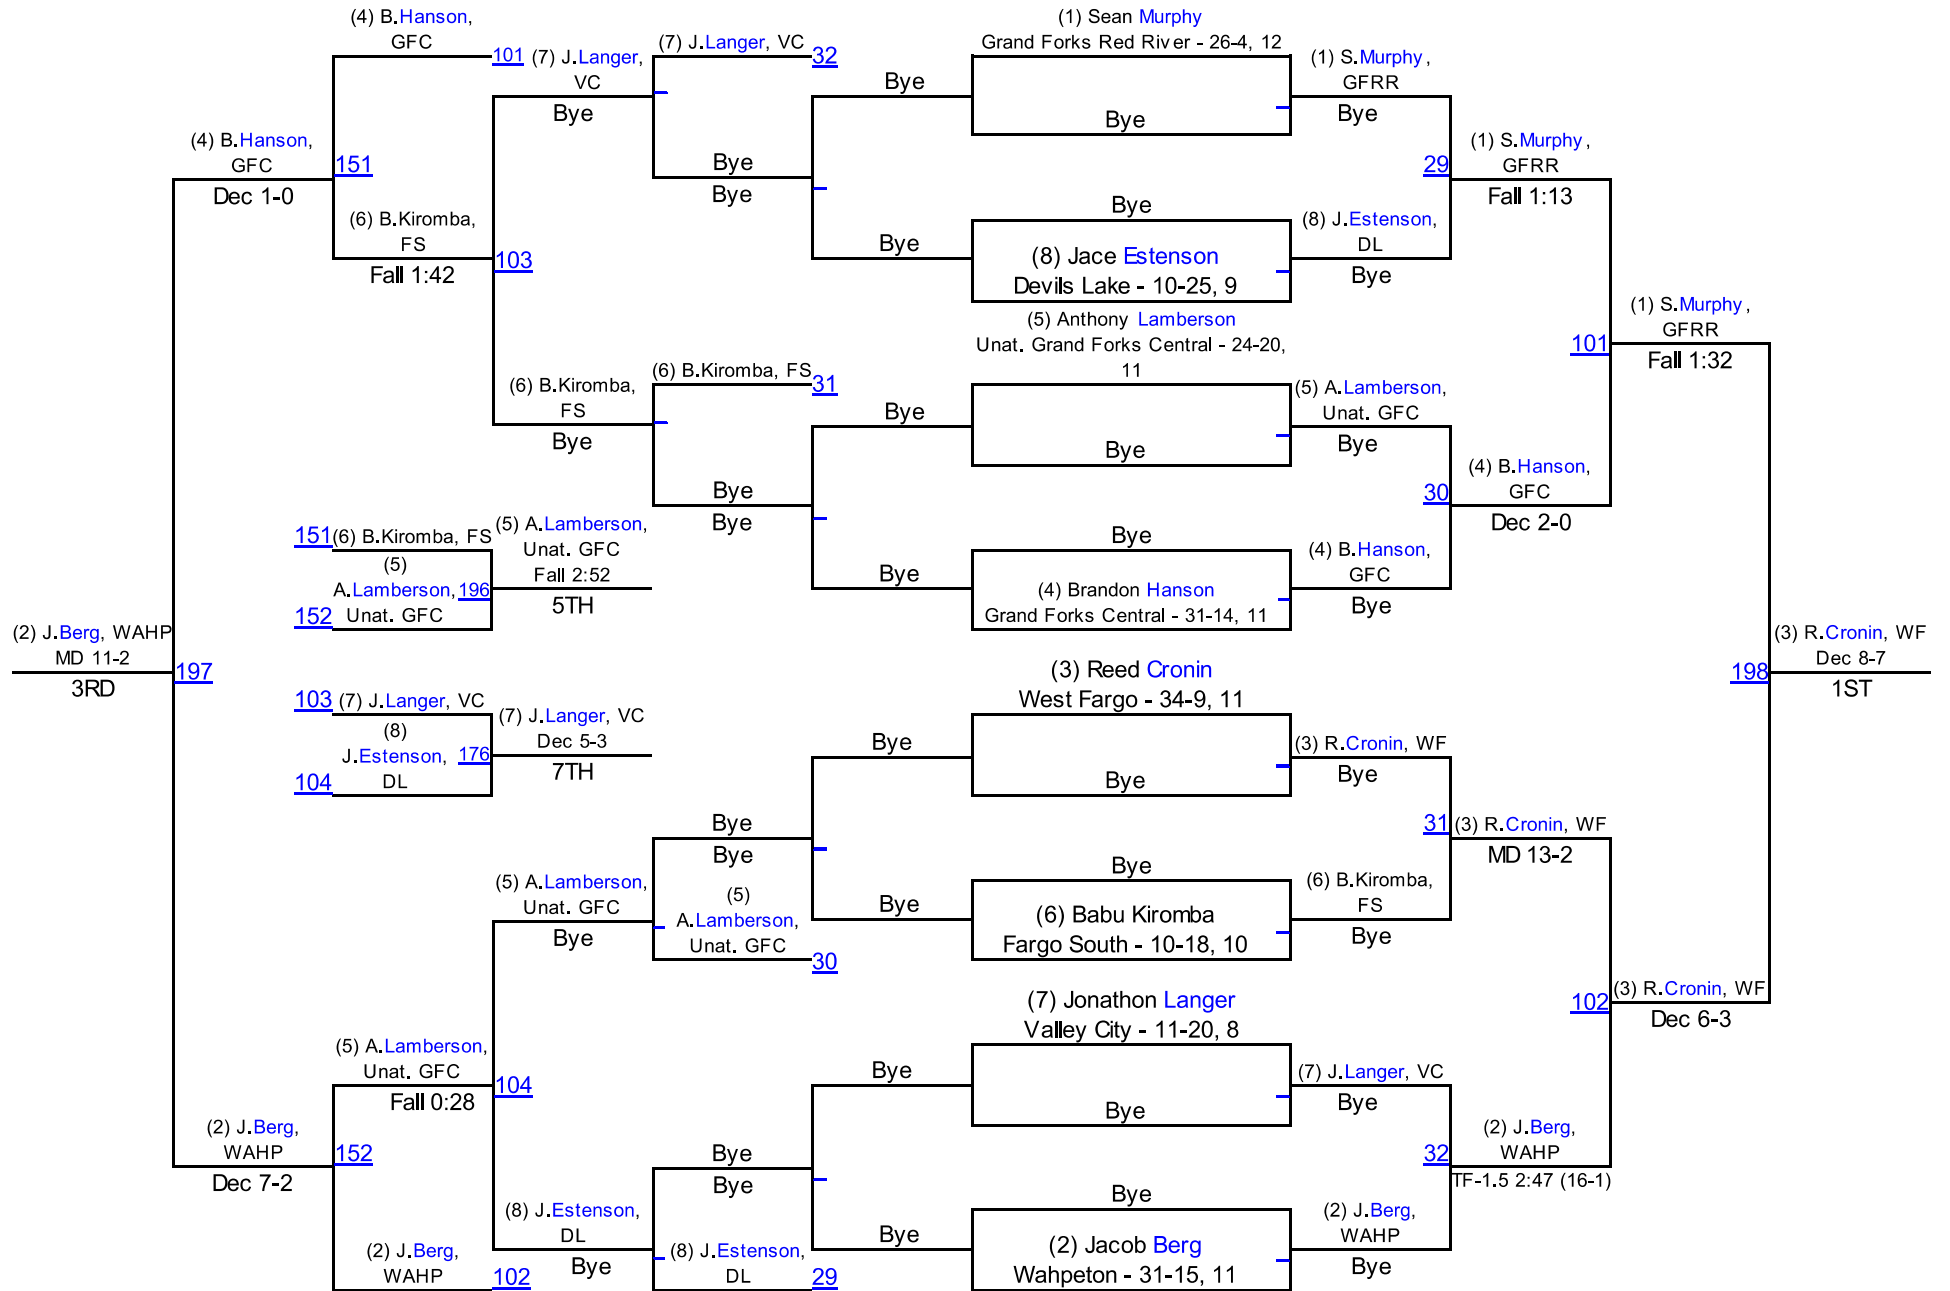 (4) B.Hanson,
GFC
101
(7) J.Langer,
VC
Bye
(7) J.Langer, VC
32
Bye
(1) Sean Murphy
Grand Forks Red River - 26-4, 12
Bye
(1) S.Murphy,
GFRR
Bye
(4) B.Hanson,
GFC
Dec 1-0
151
Bye
Bye
29
(1) S.Murphy,
GFRR
Fall 1:13
(6) B.Kiromba,
FS
Fall 1:42
103
Bye
Bye
(8) Jace Estenson
Devils Lake - 10-25, 9
(8) J.Estenson,
DL
Bye
(5) Anthony Lamberson
Unat. Grand Forks Central - 24-20,
11
101
(1) S.Murphy,
GFRR
Fall 1:32
(6) B.Kiromba,
FS
Bye
(6) B.Kiromba, FS
31
Bye
Bye
(5) A.Lamberson,
Unat. GFC
Bye
Bye
Bye
30
(4) B.Hanson,
GFC
Dec 2-0
151
(6) B.Kiromba, FS
(5)
A.Lamberson,
Unat. GFC
196
152
(5) A.Lamberson,
Unat. GFC
Fall 2:52
5TH
Bye
Bye
(4) Brandon Hanson
Grand Forks Central - 31-14, 11
(4) B.Hanson,
GFC
Bye
(2) J.Berg, WAHP
MD 11-2
3RD
197
(3) Reed Cronin
West Fargo - 34-9, 11
198
(3) R.Cronin, WF
Dec 8-7
1ST
103
(7) J.Langer, VC
(8)
J.Estenson,
DL
176
104
(7) J.Langer, VC
Dec 5-3
7TH
Bye
Bye
(3) R.Cronin, WF
Bye
Bye
Bye
31
(3) R.Cronin, WF
MD 13-2
(5) A.Lamberson,
Unat. GFC
Bye
(5)
A.Lamberson,
Unat. GFC
30
Bye
Bye
(6) Babu Kiromba
Fargo South - 10-18, 10
(6) B.Kiromba,
FS
Bye
(7) Jonathon Langer
Valley City - 11-20, 8
102
(3) R.Cronin, WF
Dec 6-3
(5) A.Lamberson,
Unat. GFC
Fall 0:28
104
Bye
Bye
(7) J.Langer, VC
Bye
(2) J.Berg,
WAHP
Dec 7-2
152
Bye
Bye
32
(2) J.Berg,
WAHP
TF-1.5 2:47 (16-1)
(2) J.Berg,
WAHP
102
(8) J.Estenson,
DL
Bye
(8) J.Estenson,
DL
29
Bye
Bye
(2) Jacob Berg
Wahpeton - 31-15, 11
(2) J.Berg,
WAHP
Bye